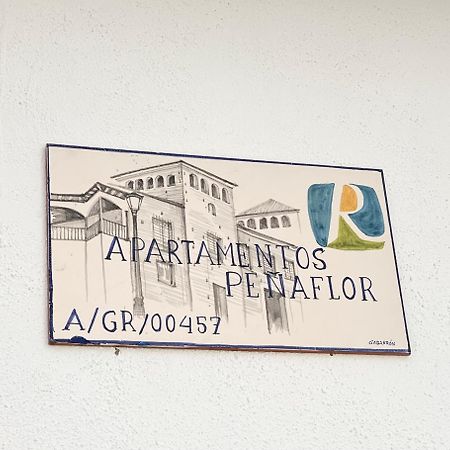 R
APARTAMENTOS
PEÑAFLOR
A/GR/00457